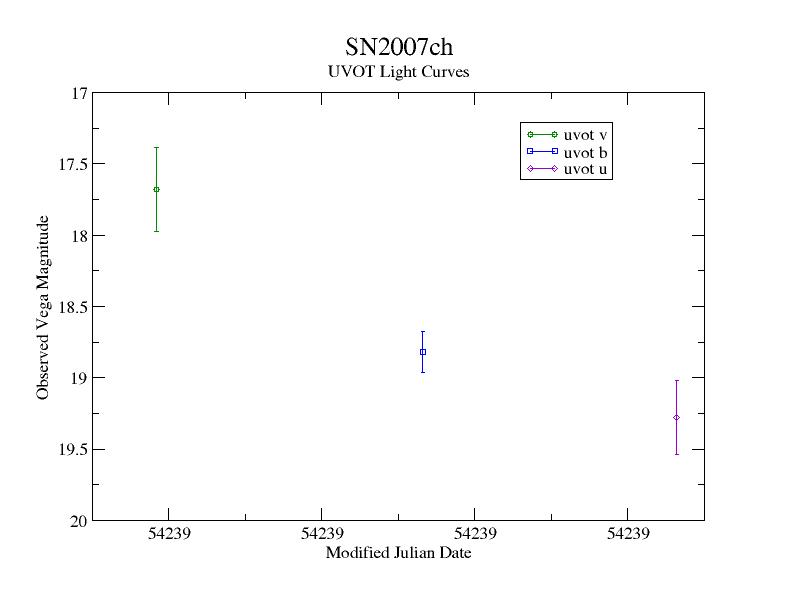 SN2007ch
UVOT Light Curves
17
17.5
18
18.5
19
19.5
20
Observed Vega Magnitude
uvot v
uvot b
uvot u
54239 54239 54239 54239
Modified Julian Date